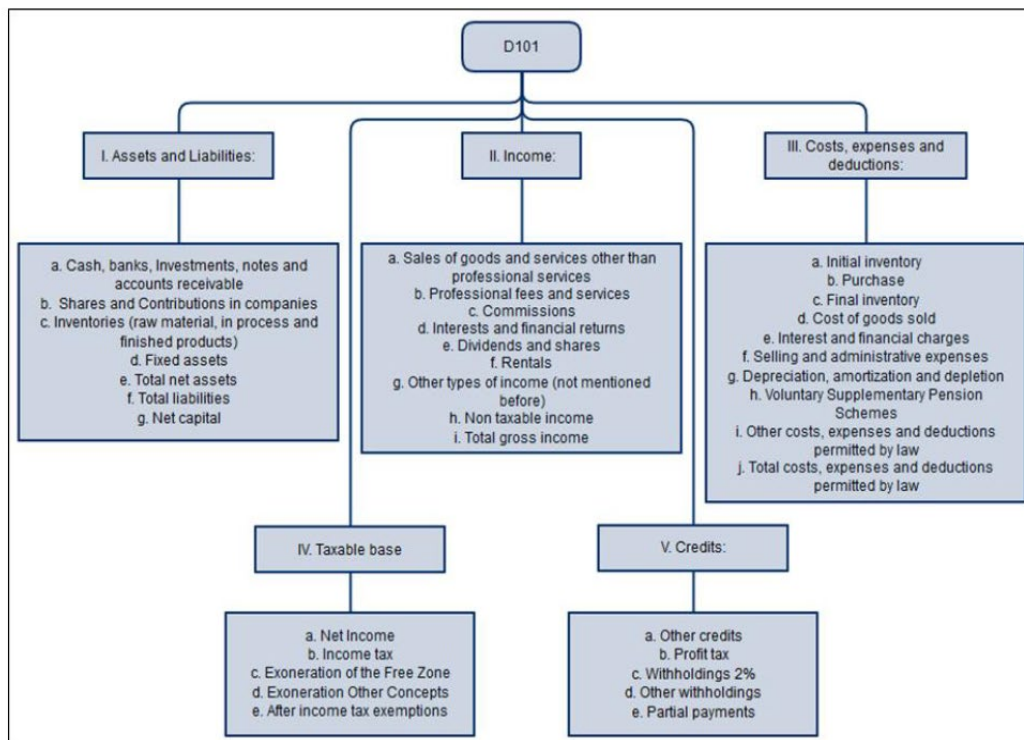 D101
I. Assets and Liabilities:
II. Income:
III. Costs, expenses and
deductions:
a. Cash, banks, Investments, notes and
accounts receivable
b. Shares and Contributions in companies
c. Inventories (raw material, in process and
finished products)
d. Fixed assets
e. Total net assets
f. Total liabilities
g. Net capital
a. Sales of goods and services other than
professional services
b. Professional fees and services
c. Commissions
d. Interests and financial returns
e. Dividends and shares
f. Rentals
g. Other types of income (not mentioned
before)
h. Non taxable income
i. Total gross income
a. Initial inventory
b. Purchase
c. Final inventory
d. Cost of goods sold
e. Interest and financial charges
f. Selling and administrative expenses
g. Depreciation, amortization and depletion
h. Voluntary Supplementary Pension
Schemes
i. Other costs, expenses and deductions
permitted by law
j. Total costs, expenses and deductions
permitted by law
IV. Taxable base
V. Credits:
a. Net Income
b. Income tax
c. Exoneration of the Free Zone
d. Exoneration Other Concepts
e. After income tax exemptions
a. Other credits
b. Profit tax
c. Withholdings 2%
d. Other withholdings
e. Partial payments